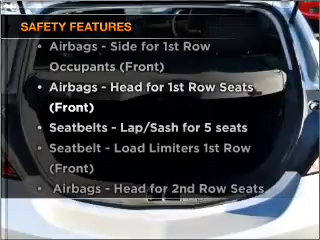 SAFETY FEATURES
• Airbags - Side for 1st Row
Occupants (Front)
• Airbags - Head for 1st Row Seats
(Front)
• Seatbelts - Lap/Sash for 5 seats
• Seatbelt - Load Limiters 1st Row
(Front)
• Airbags - Head for 2nd Row Seats